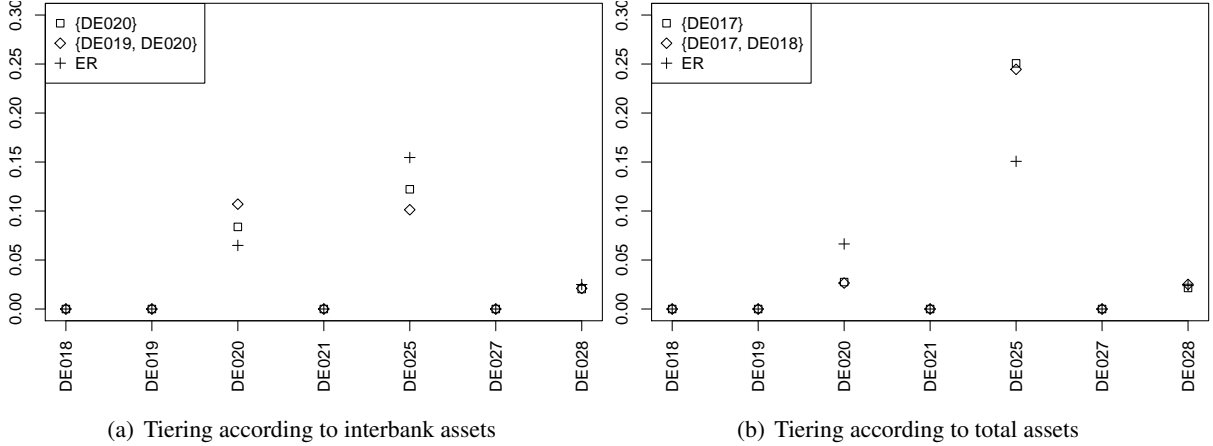 0.00 0.05 0.10 0.15 0.20 0.25 0.30
{DE020}
{DE019, DE020}
ER
DE018 DE019 DE020 DE021 DE025 DE027 DE028
(a) Tiering according to interbank assets
0.00 0.05 0.10 0.15 0.20 0.25 0.30
{DE017}
{DE017, DE018}
ER
DE018 DE019 DE020 DE021 DE025 DE027 DE028
(b) Tiering according to total assets